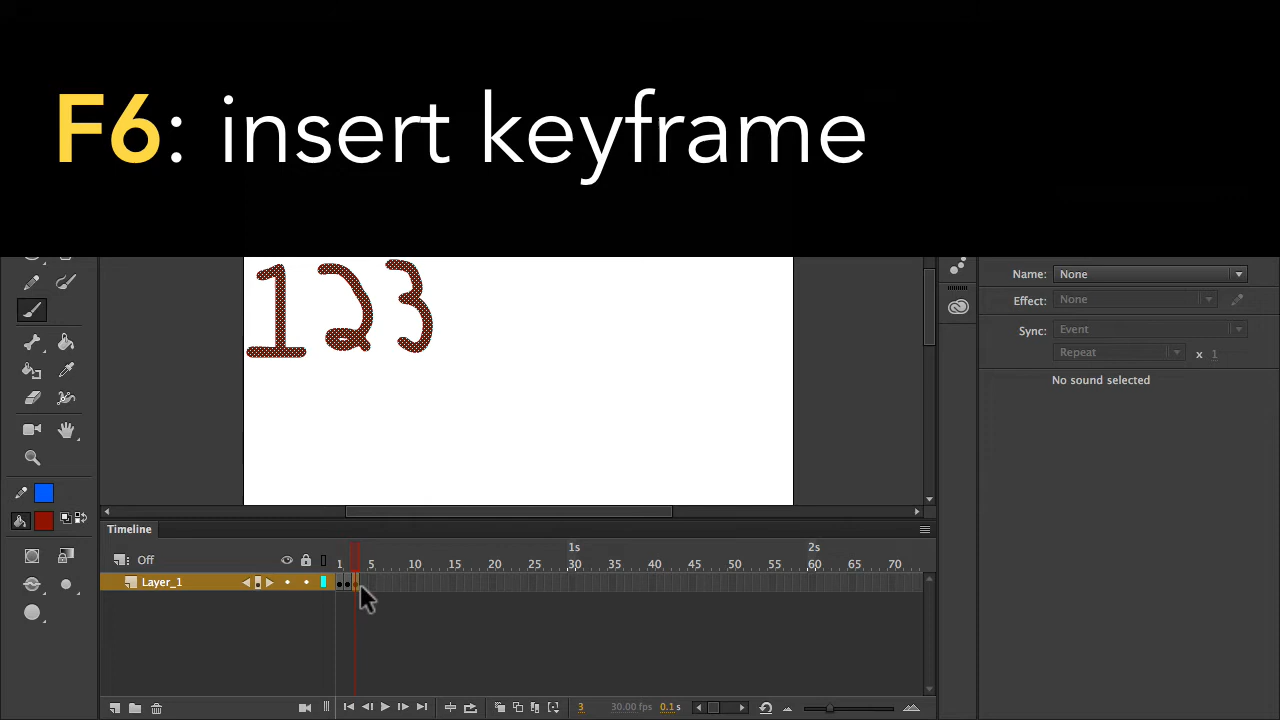 F6: insert keyframe
123
Name: None
Effect: None
Sync: Event
Repeat x 1
No sound selected
Timeline
1s 2s
Off 1 5 10 15 20 25 30 35 40 45 50 55 60 65 70
Layer_1
3 30.00 fps 0.1 s